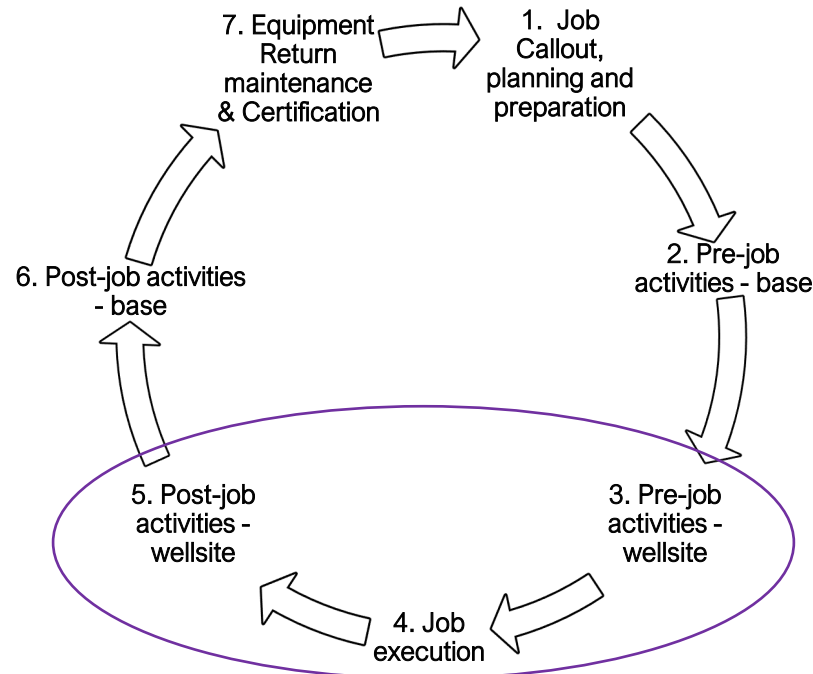 1. Job
Callout,
planning and
preparation
2. Pre-job
activities - base
3. Pre-job
activities -
wellsite
4. Job
execution
5. Post-job
activities -
wellsite
6. Post-job activities
- base
7. Equipment
Return
maintenance
& Certification